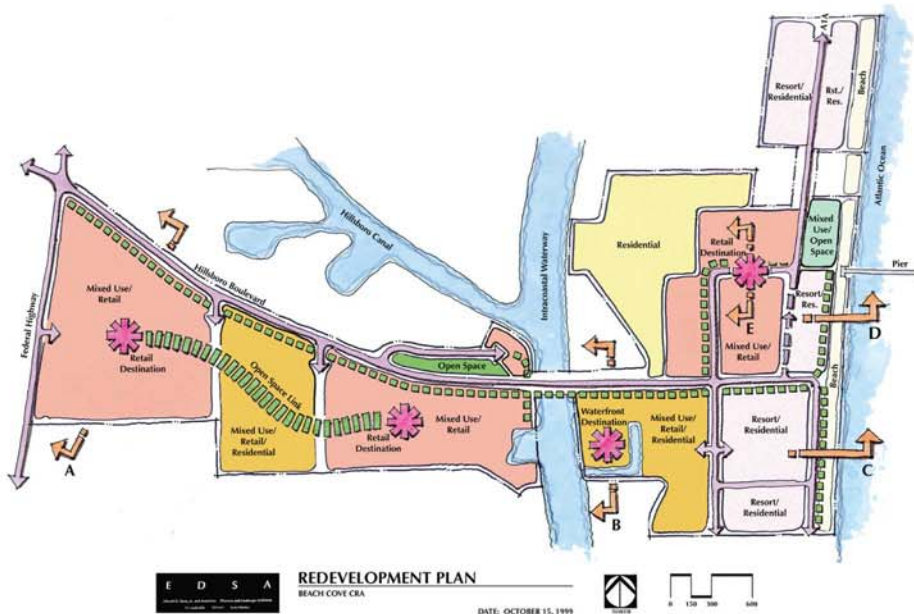 A1A
Resort/
Residential
Rst./
Res.
Beach
Atlantic Ocean
Hillsboro Canal
Intracoastal Waterway
Residential
Retail
Destination
Mixed
Use/
Open
Space
Pier
Federal Highway
Hillsboro Boulevard
Mixed Use/
Retail
Retail
Destination
Open Space Link
Open Space
E
Mixed Use/
Retail
Resort/
Res.
D
Beach
Mixed Use/
Retail/
Residential
Retail
Destination
Mixed Use/
Retail
Waterfront
Destination
Mixed Use/
Retail/
Residential
Resort/
Residential
A
C
B
Resort/
Residential
E D S A
REDEVELOPMENT PLAN
BEACH COVE CRA
DATE: OCTOBER 15, 1999
NORTH
0 150 300 600